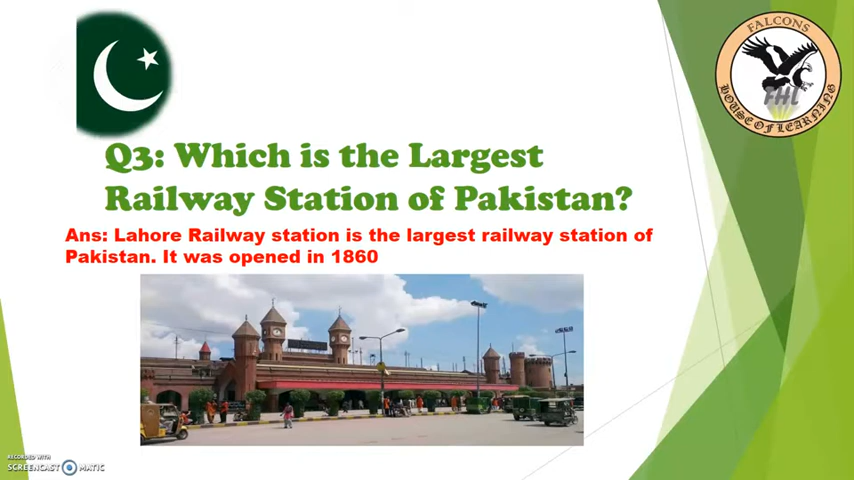 FALCONS
FHL
HOUSE OF LEARNING
Q3: Which is the Largest
Railway Station of Pakistan?
Ans: Lahore Railway station is the largest railway station of
Pakistan. It was opened in 1860
RECORDED WITH
SCREENCAST MATIC